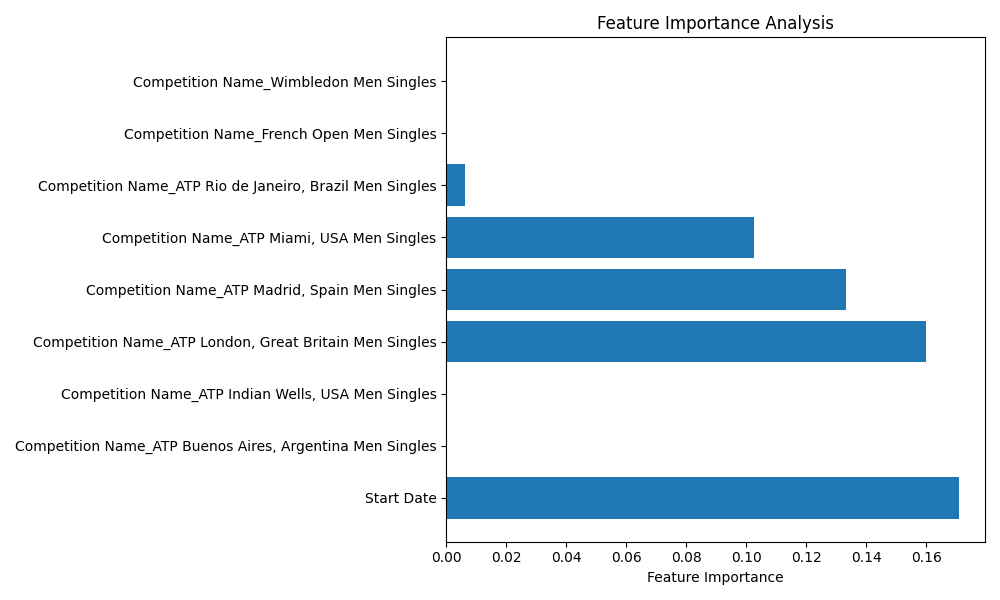 Feature Importance Analysis
Competition Name_Wimbledon Men Singles
Competition Name_French Open Men Singles
Competition Name_ATP Rio de Janeiro, Brazil Men Singles
Competition Name_ATP Miami, USA Men Singles
Competition Name_ATP Madrid, Spain Men Singles
Competition Name_ATP London, Great Britain Men Singles
Competition Name_ATP Indian Wells, USA Men Singles
Competition Name_ATP Buenos Aires, Argentina Men Singles
Start Date
0.00 0.02 0.04 0.06 0.08 0.10 0.12 0.14 0.16
Feature Importance